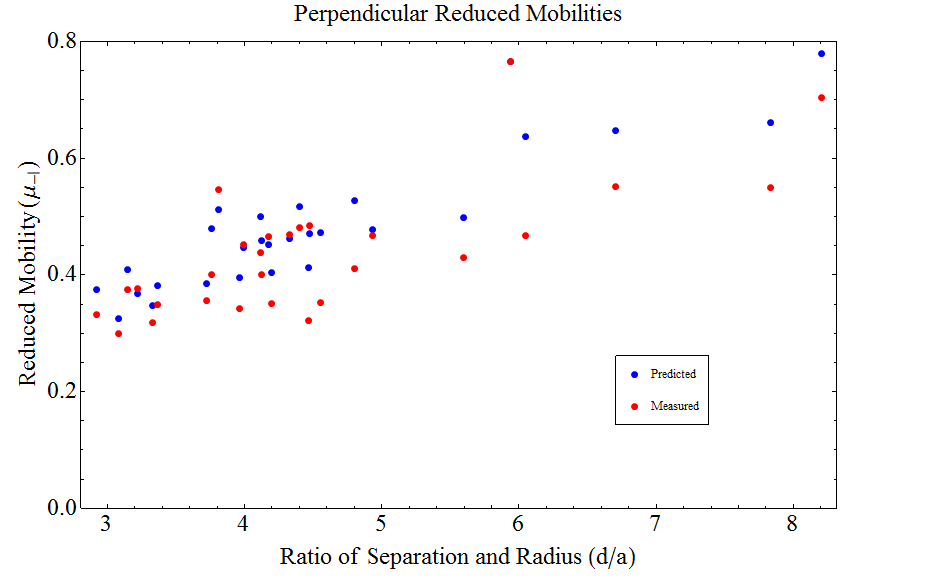 Perpendicular Reduced Mobilities
Reduced Mobility (μ⊣)
0.8
0.6
0.4
0.2
0.0
3 4 5 6 7 8
Ratio of Separation and Radius (d/a)
Predicted
Measured